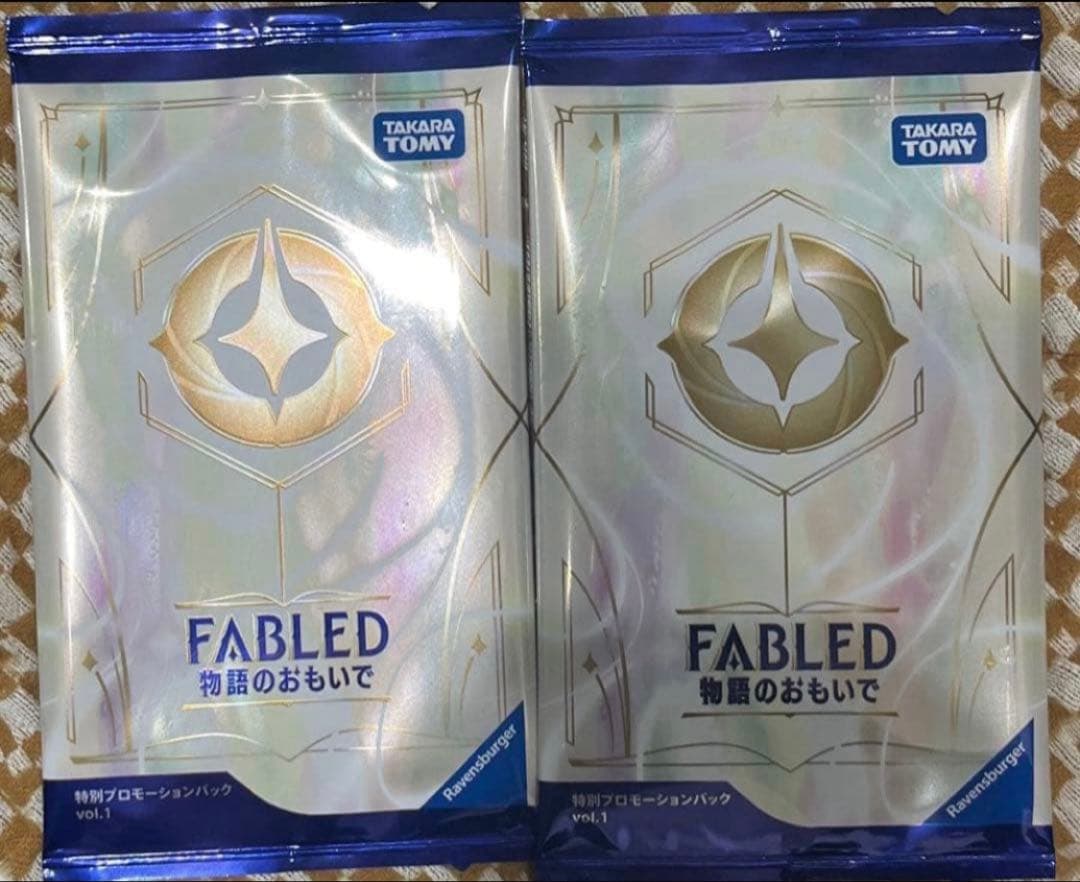 TAKARA
TOMY
FABLED
物語のおもいで
Ravensburger
特別プロモーションパック
vol.1
TAKARA
TOMY
FABLED
物語のおもいで
Ravensburger
特別プロモーションパック
vol.1